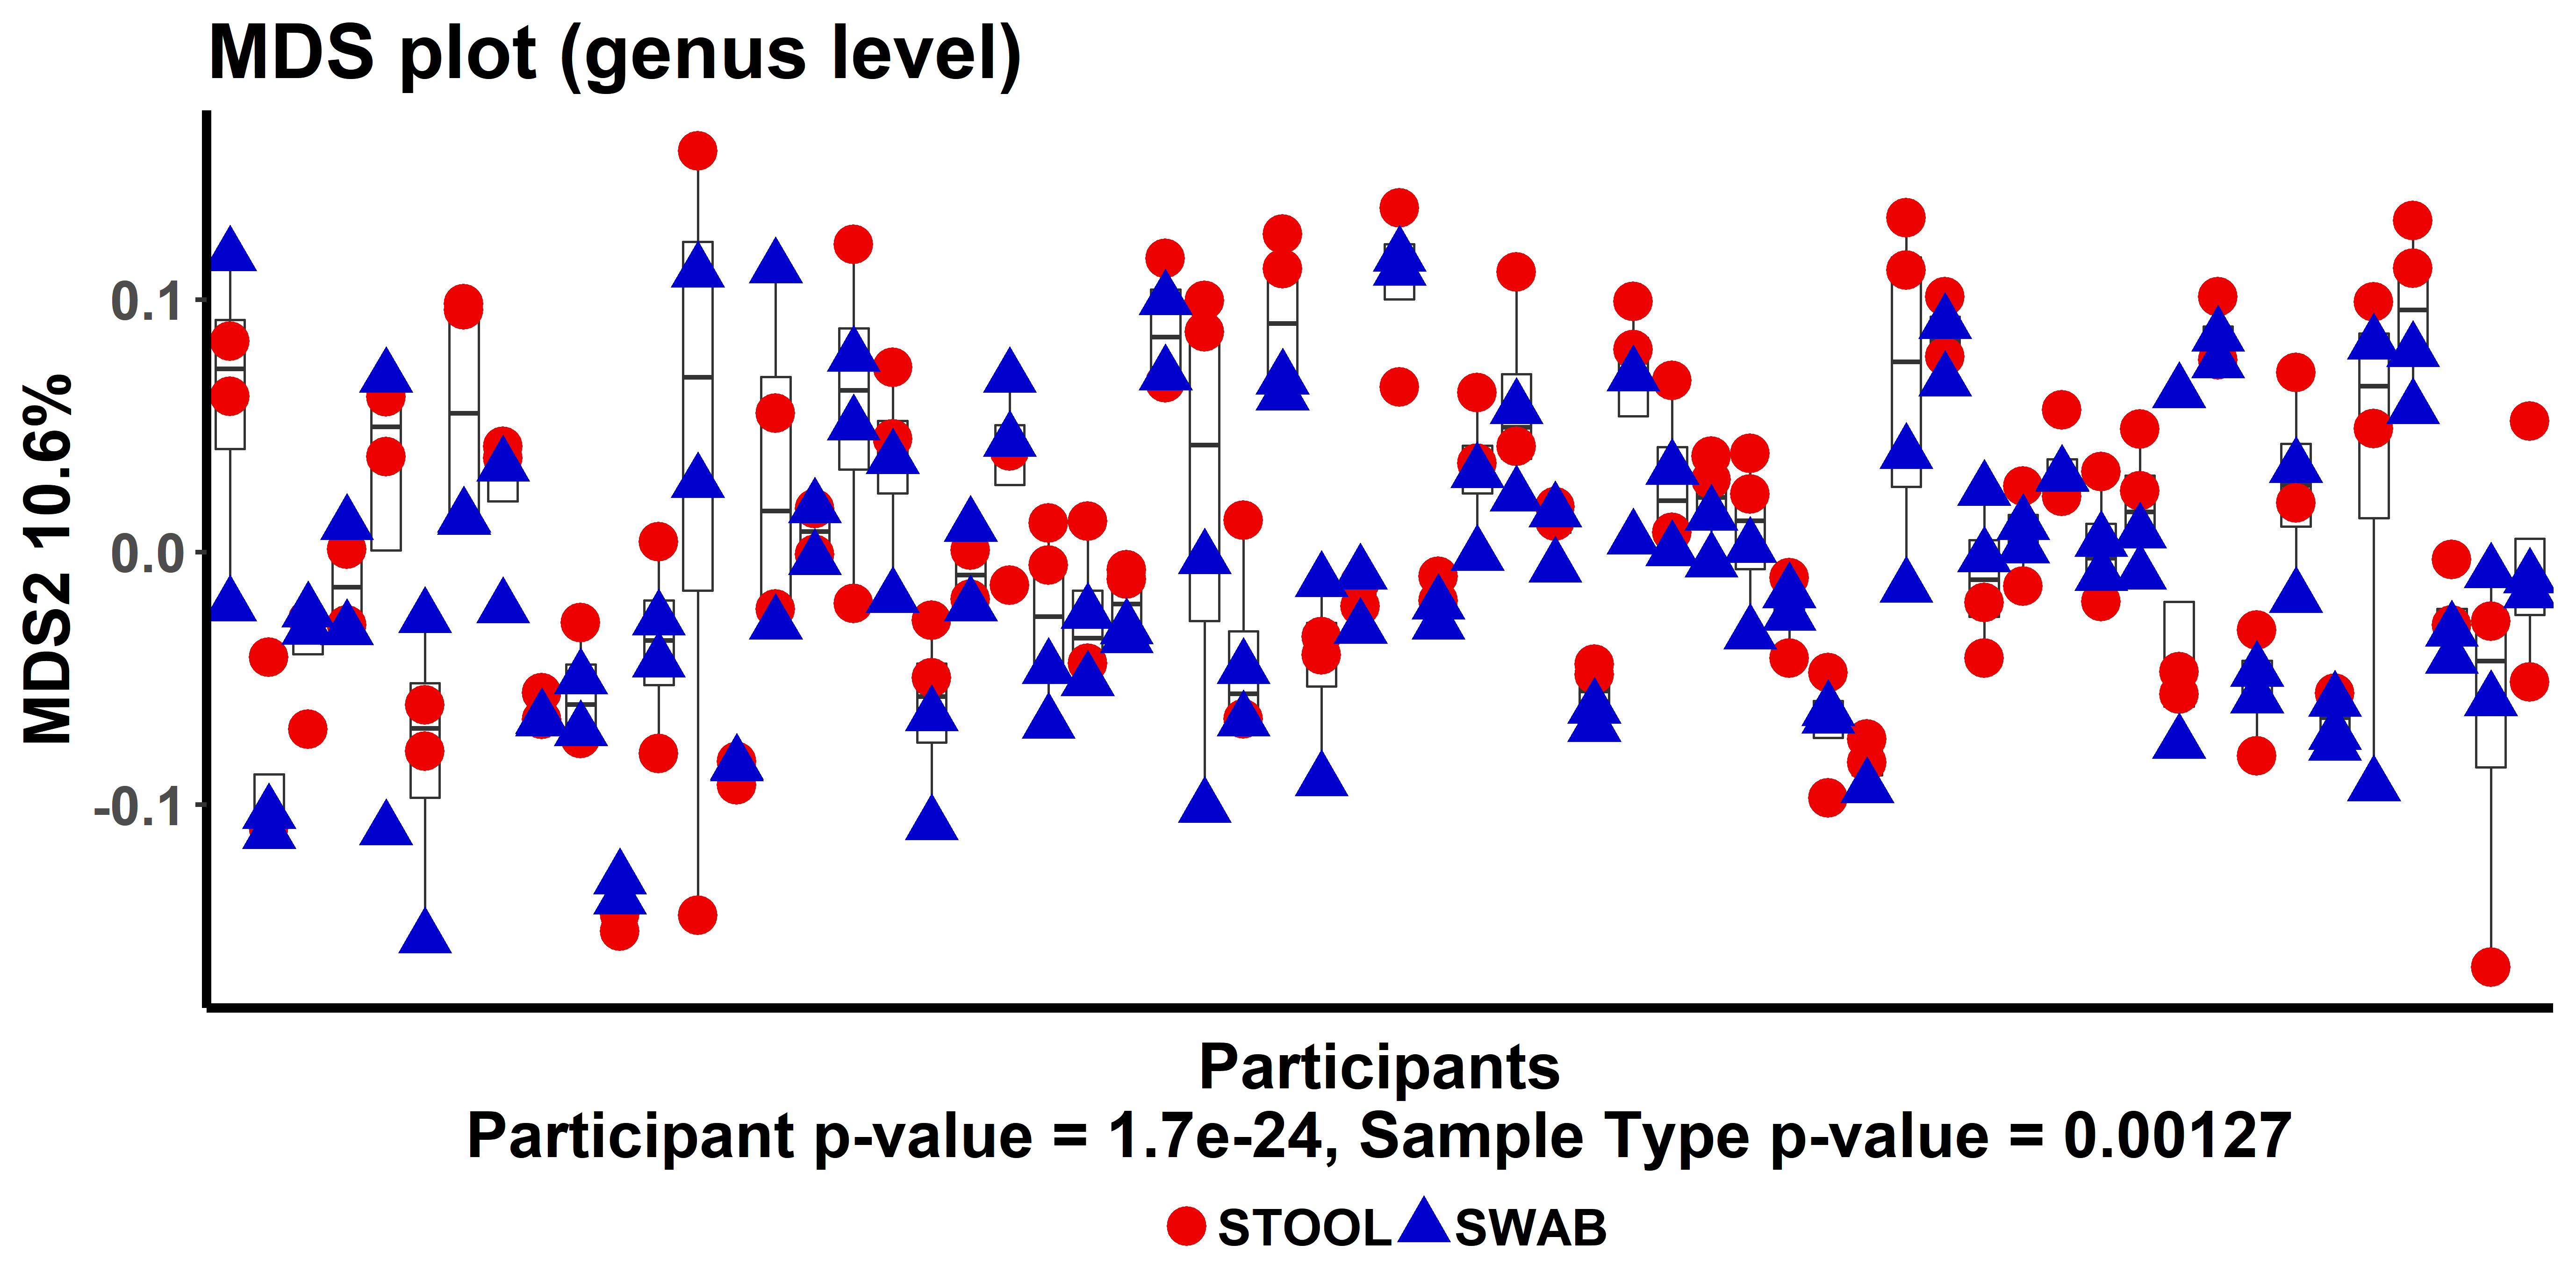 MDS plot (genus level)
MDS2 10.6%
0.1
0.0
-0.1
Participants
Participant p-value = 1.7e-24, Sample Type p-value = 0.00127
STOOL SWAB